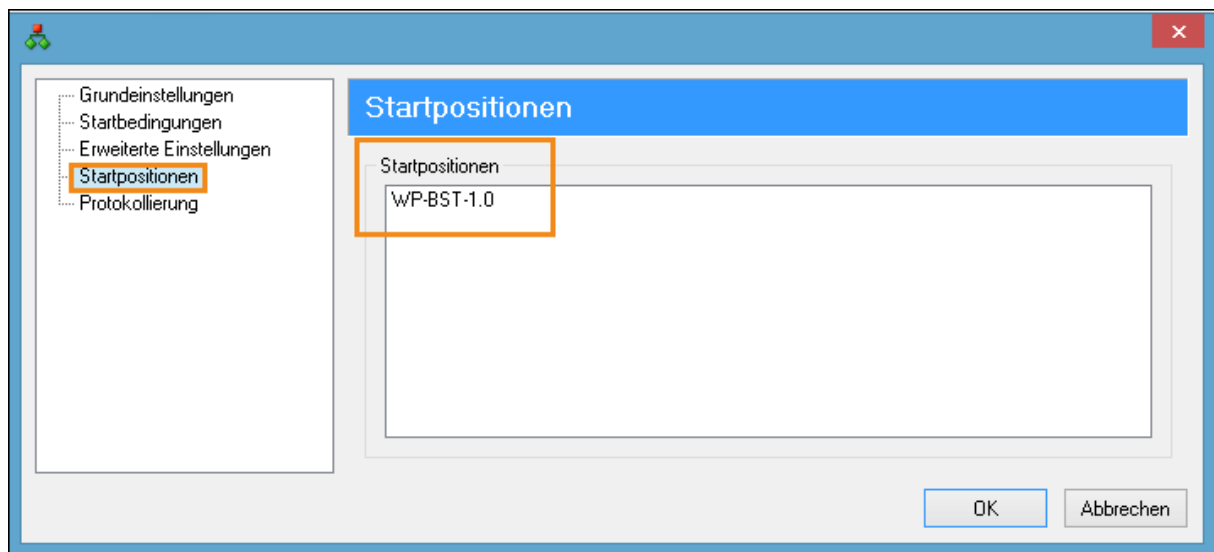 Grundeinstellungen
Startbedingungen
Erweiterte Einstellungen
Startpositionen
Protokollierung
Startpositionen
Startpositionen
WP-BST-1.0
OK
Abbrechen